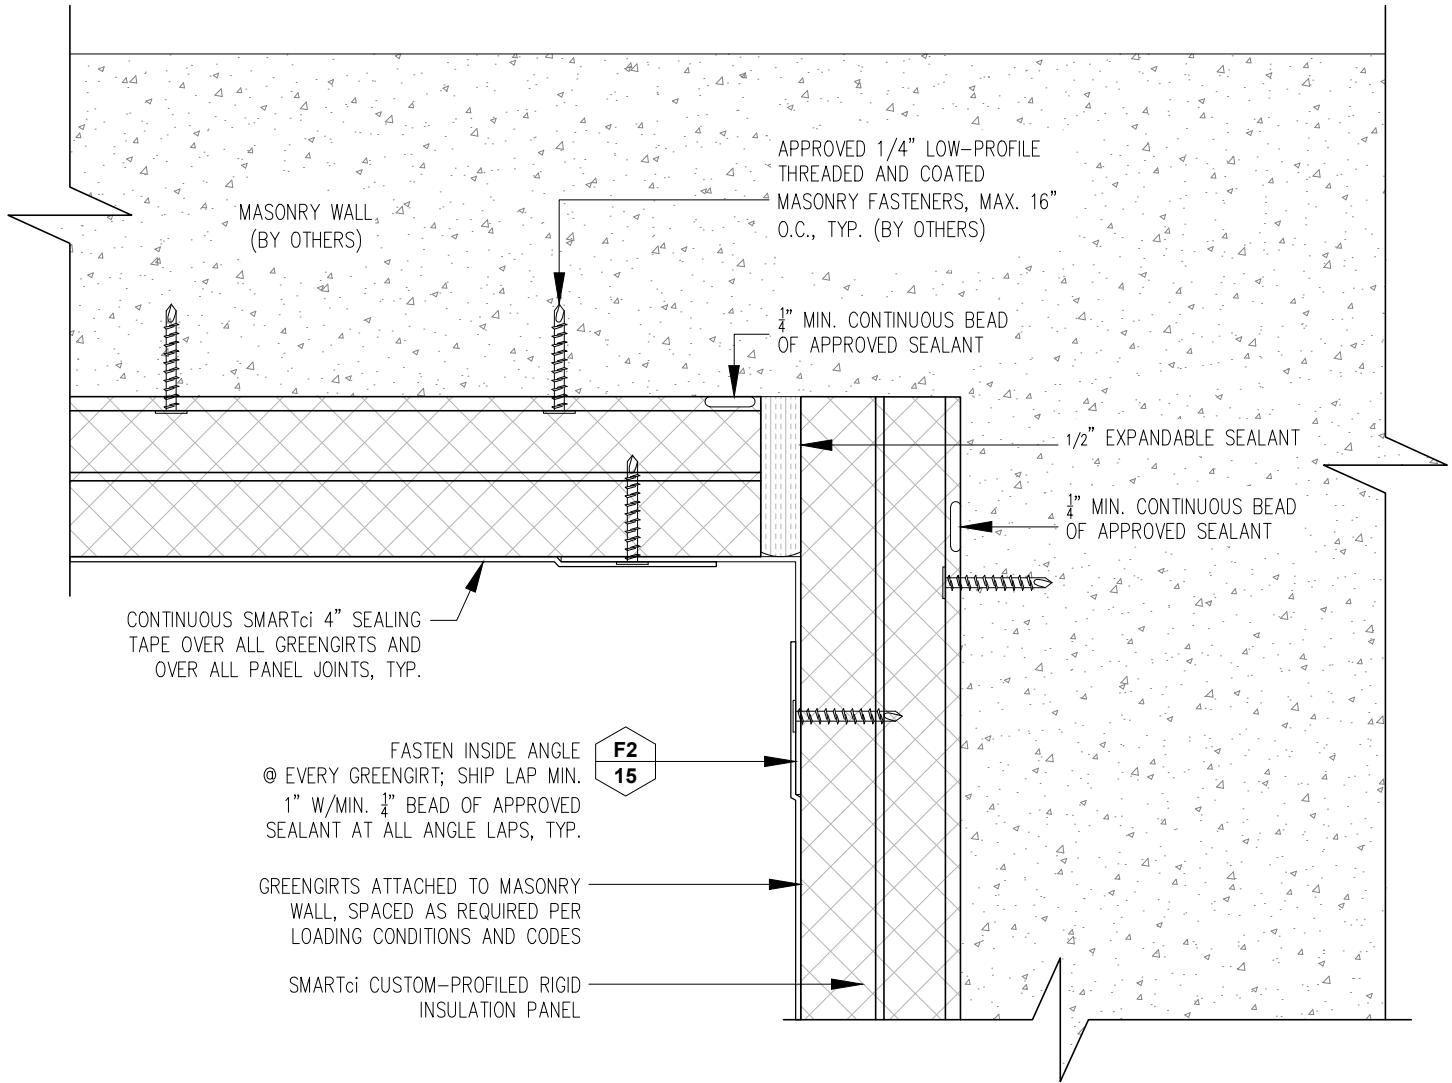 APPROVED 1/4” LOW–PROFILE
THREADED AND COATED
MASONRY FASTENERS, MAX. 16”
O.C., TYP. (BY OTHERS)
MASONRY WALL
(BY OTHERS)
1/4” MIN. CONTINUOUS BEAD
OF APPROVED SEALANT
1/2” EXPANDABLE SEALANT
1/4” MIN. CONTINUOUS BEAD
OF APPROVED SEALANT
CONTINUOUS SMARTci 4” SEALING
TAPE OVER ALL GREENGIRTS AND
OVER ALL PANEL JOINTS, TYP.
FASTEN INSIDE ANGLE
@ EVERY GREENGIRT; SHIP LAP MIN.
1” W/MIN. 1/4” BEAD OF APPROVED
SEALANT AT ALL ANGLE LAPS, TYP.
F2
15
GREENGIRTS ATTACHED TO MASONRY
WALL, SPACED AS REQUIRED PER
LOADING CONDITIONS AND CODES
SMARTci CUSTOM–PROFILED RIGID
INSULATION PANEL